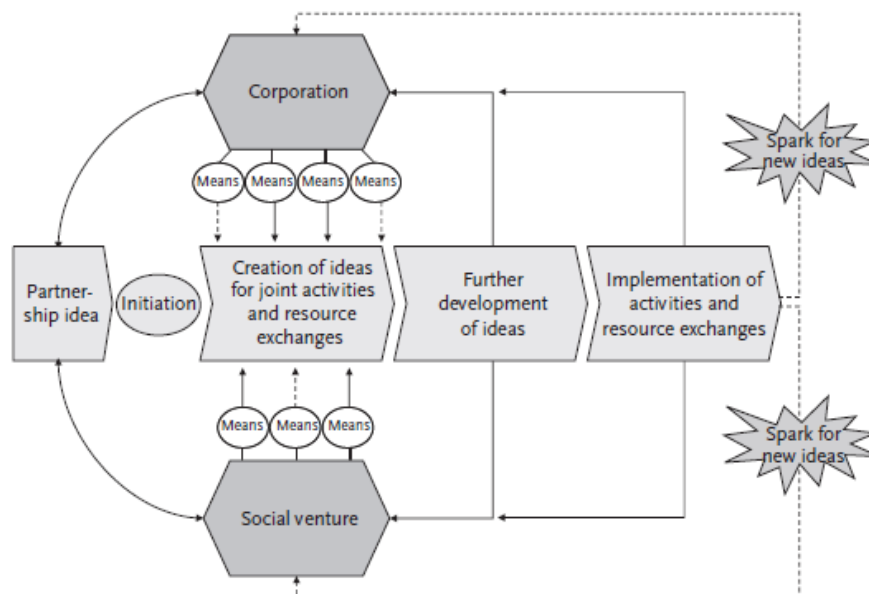 Corporation
Spark for
new ideas
Means
Means
Means
Means
Partner-
ship idea
Initiation
Creation of ideas
for joint activities
and resource
exchanges
Further
development
of ideas
Implementation of
activities and
resource exchanges
Means
Means
Means
Spark for
new ideas
Social venture